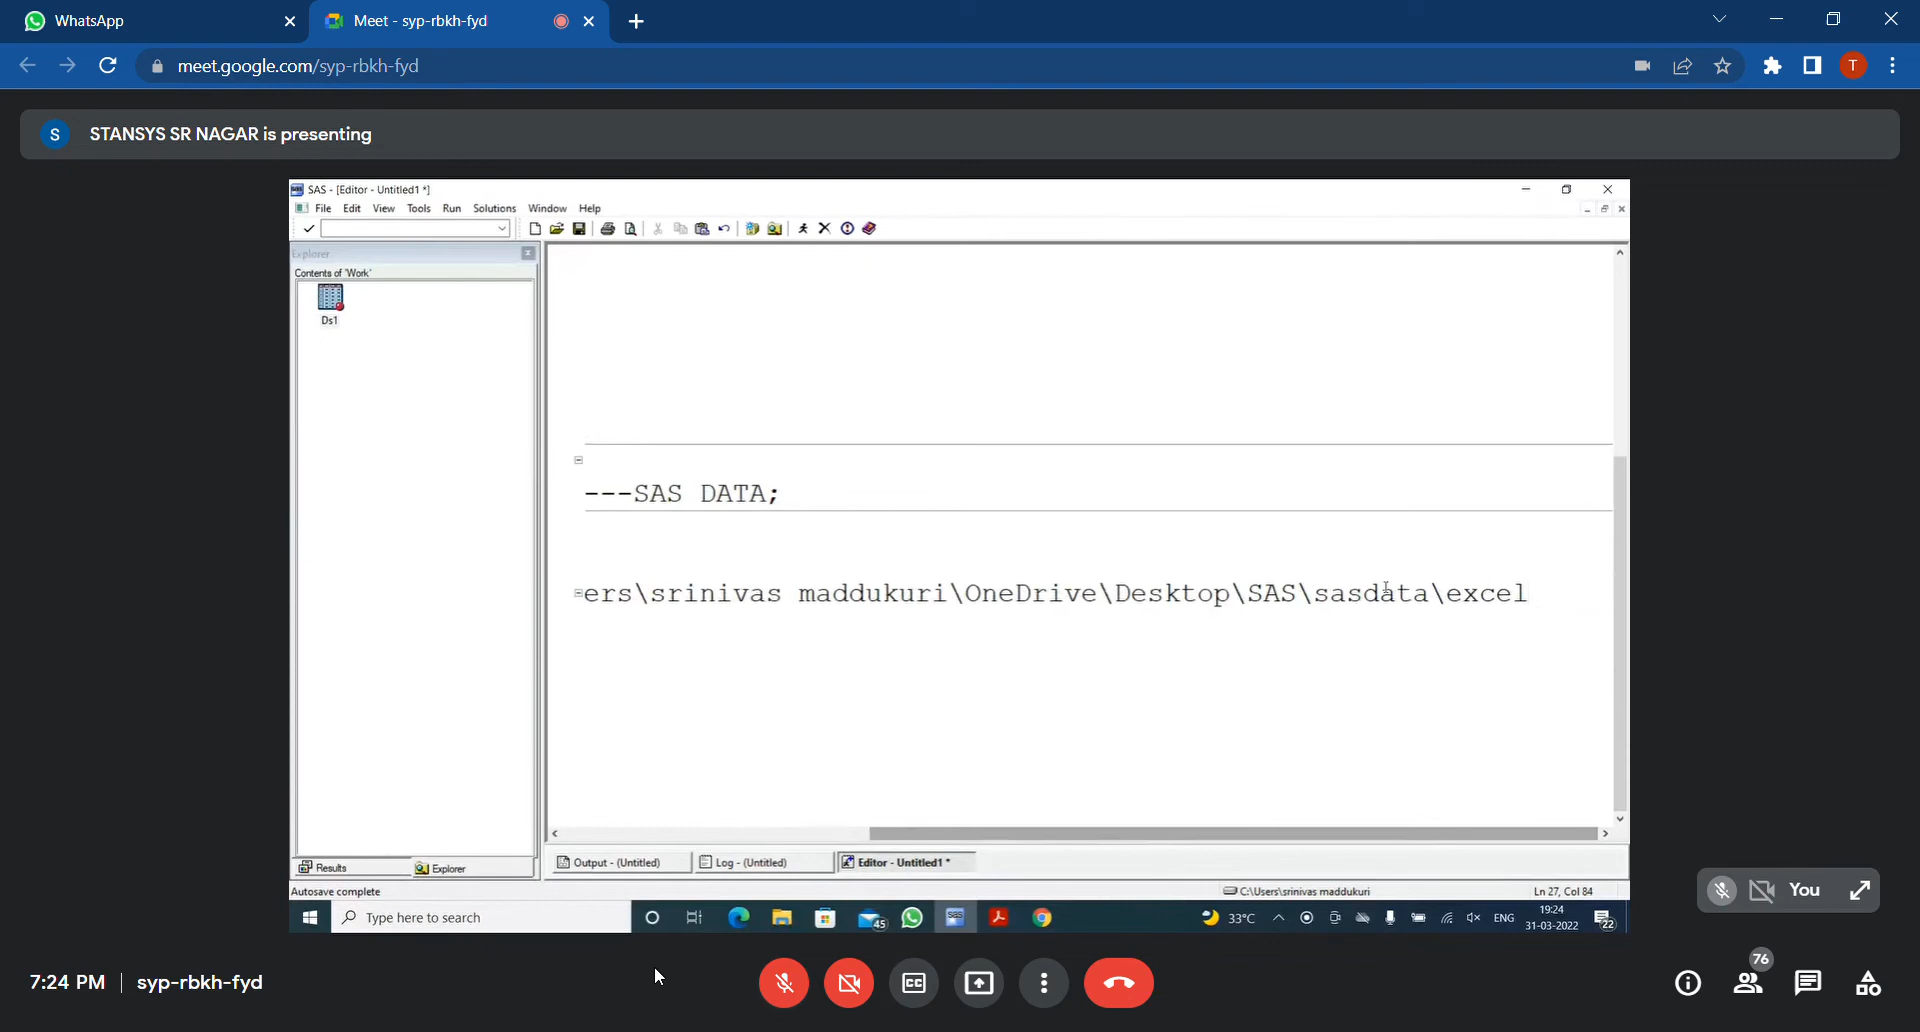 WhatsApp
Meet - syp-rbkh-fyd
meet.google.com/syp-rbkh-fyd
T
S
STANSYS SR NAGAR is presenting
SAS - [Editor - Untitled1 *]
File Edit View Tools Run Solutions Window Help
Explorer
Contents of 'Work'
Ds1
---SAS DATA;
ers\srinivas maddukuri\OneDrive\Desktop\SAS\sasdata\excel
Results
Explorer
Output - (Untitled)
Log - (Untitled)
Editor - Untitled1 *
Autosave complete
C:\Users\srinivas maddukuri
Ln 27, Col 84
Type here to search
45
sas
33°C
ENG
19:24
31-03-2022
22
You
7:24 PM
syp-rbkh-fyd
CC
76